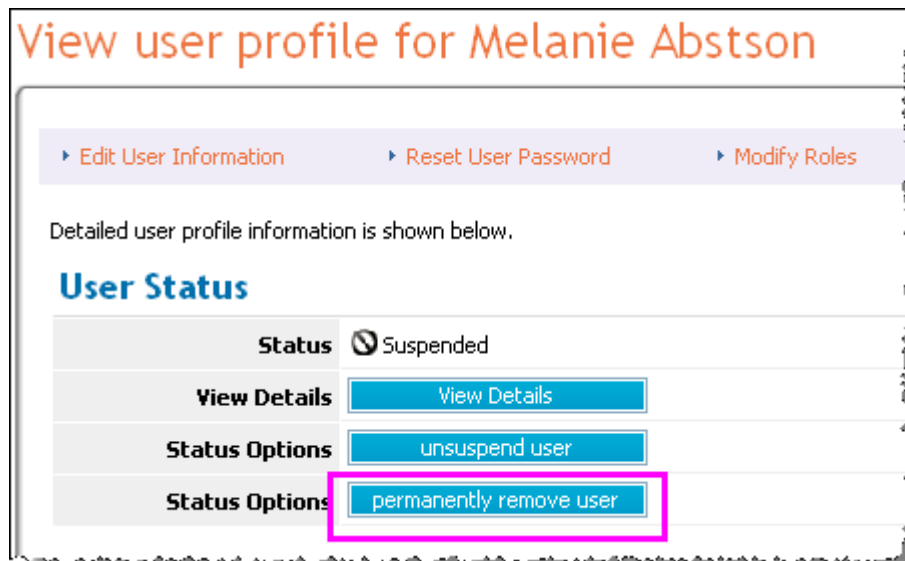 View user profile for Melanie Abstson
Edit User Information Reset User Password Modify Roles
Detailed user profile information is shown below.
User Status
Status Suspended
View Details View Details
Status Options unsuspend user
Status Options permanently remove user